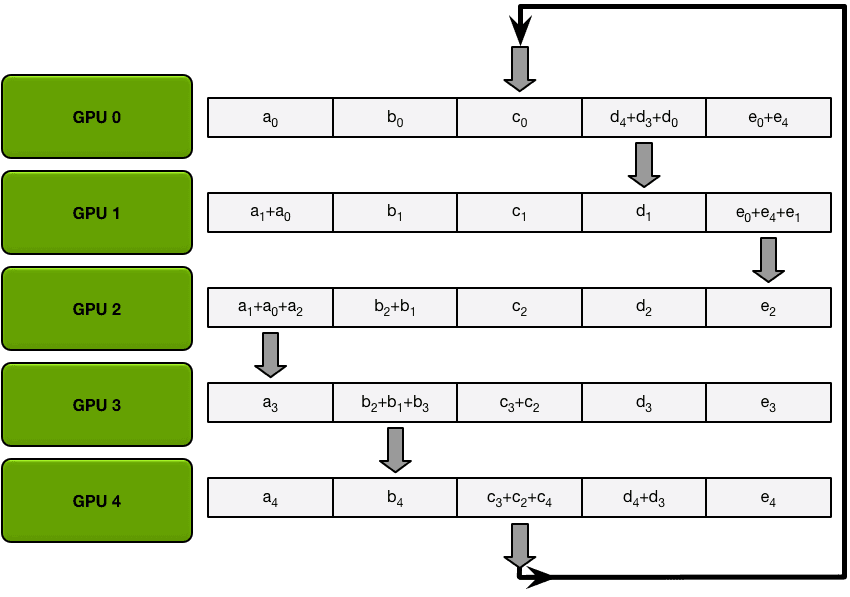 GPU 0 a₀ b₀ c₀ d₄+d₃+d₀ e₀+e₄
GPU 1 a₁+a₀ b₁ c₁ d₁ e₀+e₄+e₁
GPU 2 a₁+a₀+a₂ b₂+b₁ c₂ d₂ e₂
GPU 3 a₃ b₂+b₁+b₃ c₃+c₂ d₃ e₃
GPU 4 a₄ b₄ c₃+c₂+c₄ d₄+d₃ e₄